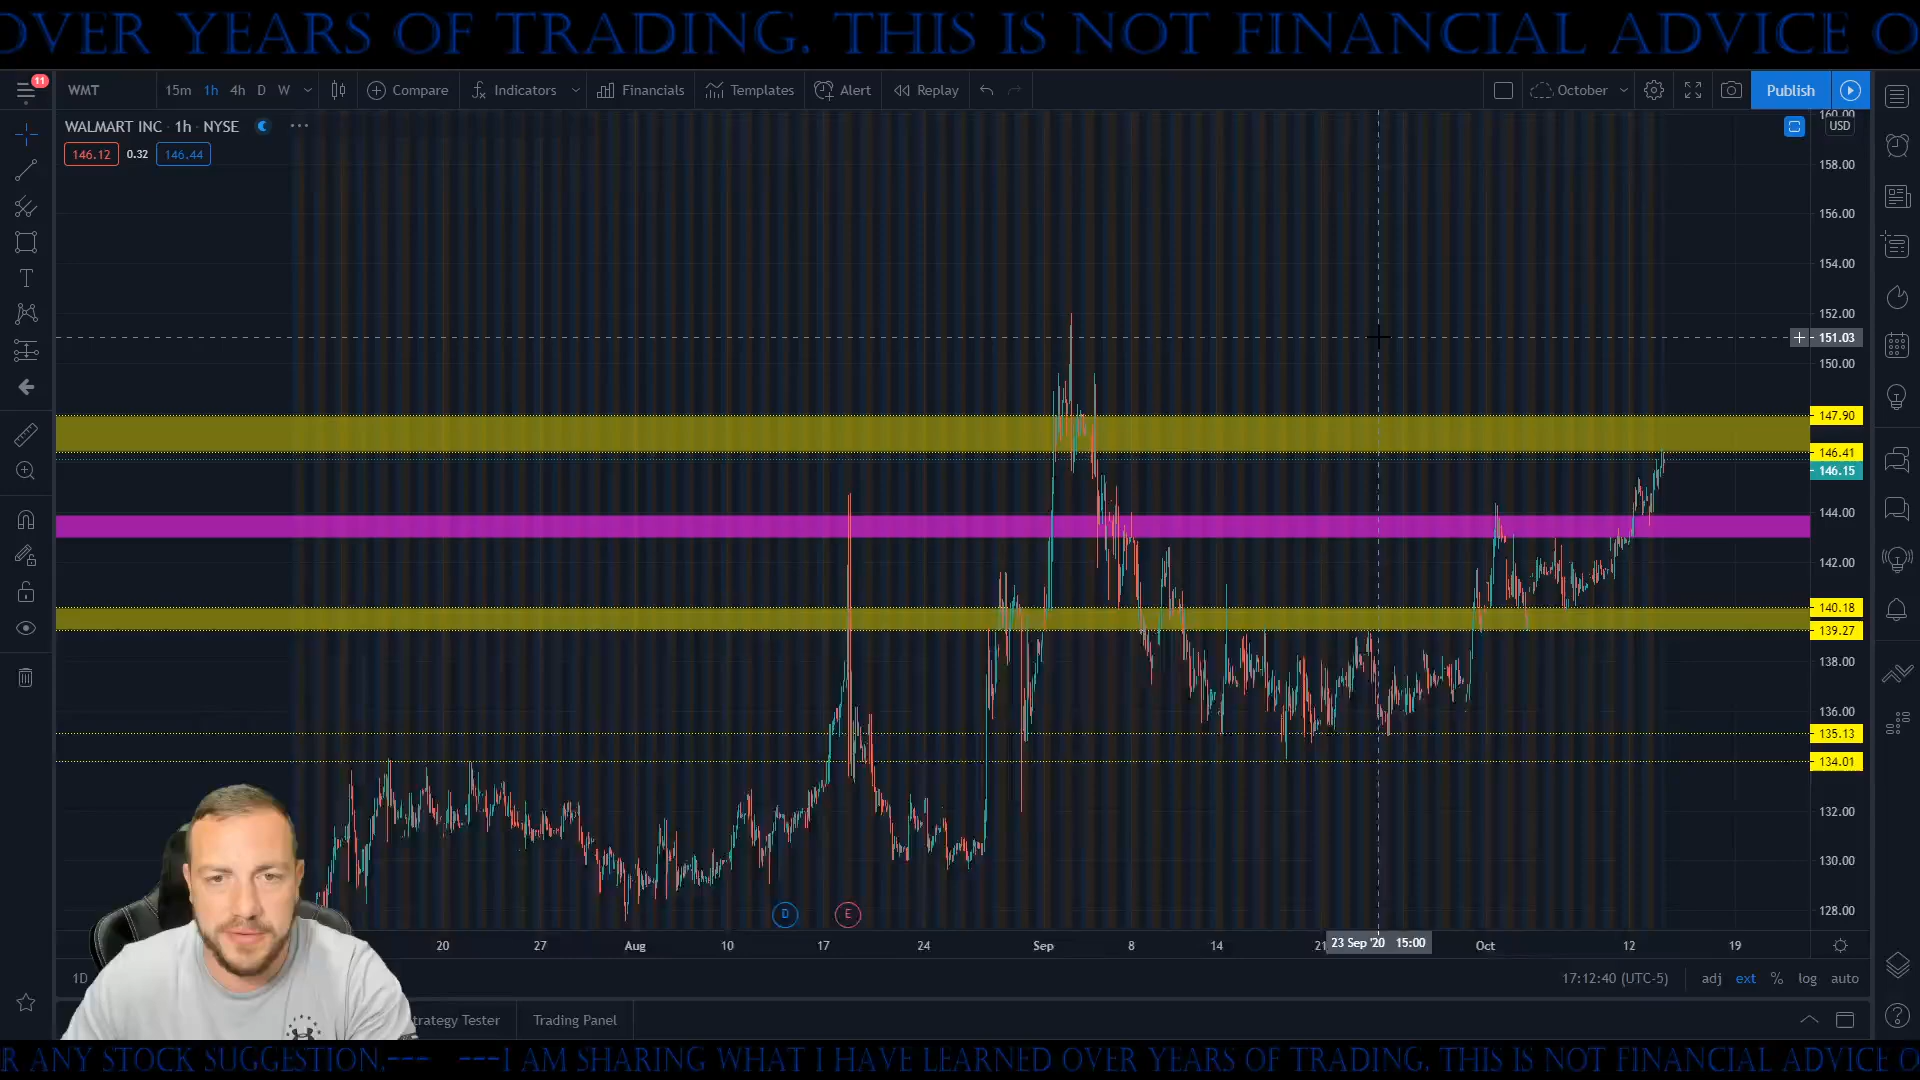 OVER YEARS OF TRADING. THIS IS NOT FINANCIAL ADVICE O
11
WMT 15m 1h 4h D W Compare Indicators Financials Templates Alert Replay October Publish
WALMART INC · 1h · NYSE
146.12 0.32 146.44
USD
160.00
158.00
156.00
154.00
152.00
151.03
150.00
147.90
146.41
146.15
144.00
142.00
140.18
139.27
138.00
136.00
135.13
134.01
132.00
130.00
128.00
D E
20 27 Aug 10 17 24 Sep 8 14 21 23 Sep '20 15:00 Oct 12 19
1D 17:12:40 (UTC-5) adj ext % log auto
trategy Tester Trading Panel
R ANY STOCK SUGGESTION.--- ---I AM SHARING WHAT I HAVE LEARNED OVER YEARS OF TRADING. THIS IS NOT FINANCIAL ADVICE O